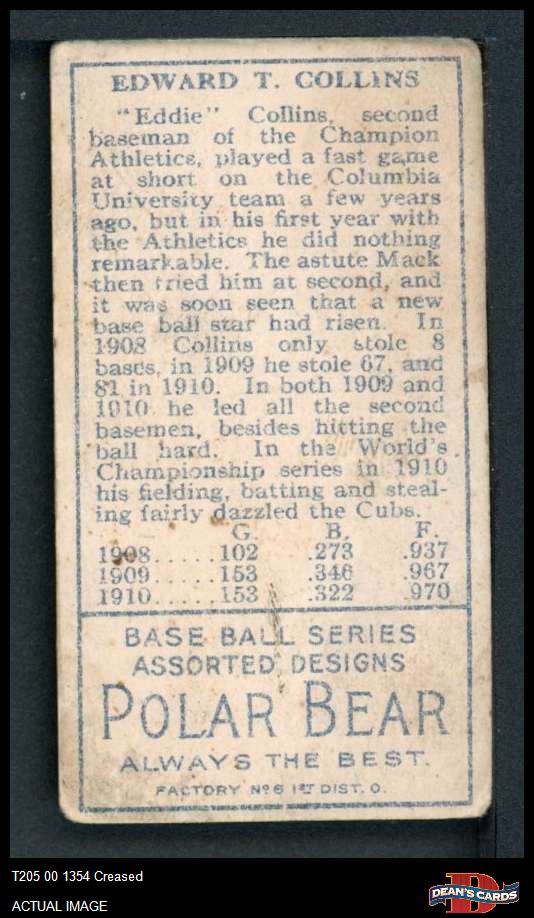 EDWARD T. COLLINS
"Eddie" Collins, second
baseman of the Champion
Athletics, played a fast game
at short on the Columbia
University team a few years
ago, but in his first year with
the Athletics he did nothing
remarkable. The astute Mack
then tried him at second, and
it was soon seen that a new
base ball star had risen. In
1908 Collins only stole 8
bases, in 1909 he stole 67, and
81 in 1910. In both 1909 and
1910 he led all the second
basemen, besides hitting the
ball hard. In the World's
Championship series in 1910
his fielding, batting and steal-
ing fairly dazzled the Cubs.
G. B. F.
1908.....102 .273 .937
1909.....153 .346 .967
1910.....153 .322 .970
BASE BALL SERIES
ASSORTED DESIGNS
POLAR BEAR
ALWAYS THE BEST.
FACTORY Nº 6 1ST DIST. O.
T205 00 1354 Creased
ACTUAL IMAGE
D
DEAN'S CARDS